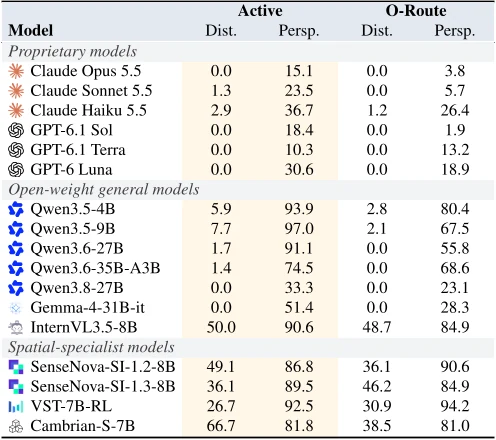 Active O-Route
Model Dist. Persp. Dist. Persp.
Proprietary models
Claude Opus 5.5 0.0 15.1 0.0 3.8
Claude Sonnet 5.5 1.3 23.5 0.0 5.7
Claude Haiku 5.5 2.9 36.7 1.2 26.4
GPT-6.1 Sol 0.0 18.4 0.0 1.9
GPT-6.1 Terra 0.0 10.3 0.0 13.2
GPT-6 Luna 0.0 30.6 0.0 18.9
Open-weight general models
Qwen3.5-4B 5.9 93.9 2.8 80.4
Qwen3.5-9B 7.7 97.0 2.1 67.5
Qwen3.6-27B 1.7 91.1 0.0 55.8
Qwen3.6-35B-A3B 1.4 74.5 0.0 68.6
Qwen3.8-27B 0.0 33.3 0.0 23.1
Gemma-4-31B-it 0.0 51.4 0.0 28.3
InternVL3.5-8B 50.0 90.6 48.7 84.9
Spatial-specialist models
SenseNova-SI-1.2-8B 49.1 86.8 36.1 90.6
SenseNova-SI-1.3-8B 36.1 89.5 46.2 84.9
VST-7B-RL 26.7 92.5 30.9 94.2
Cambrian-S-7B 66.7 81.8 38.5 81.0